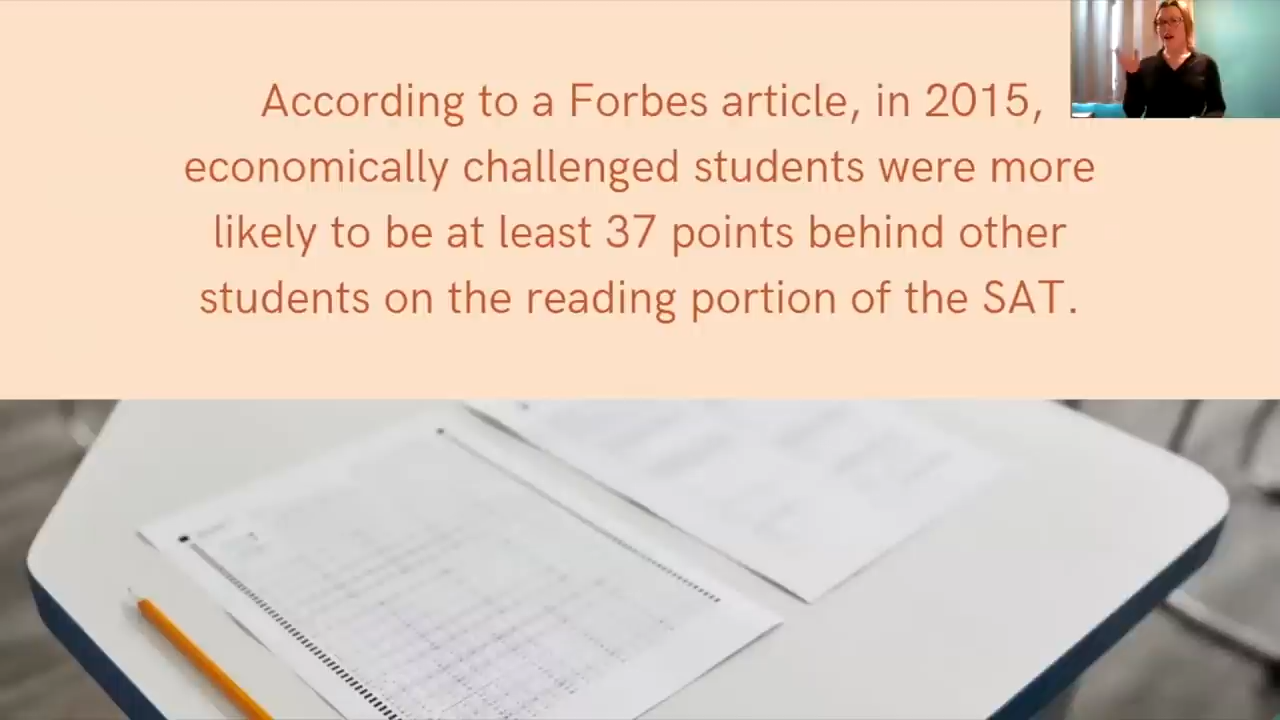 According to a Forbes article, in 2015,
economically challenged students were more
likely to be at least 37 points behind other
students on the reading portion of the SAT.